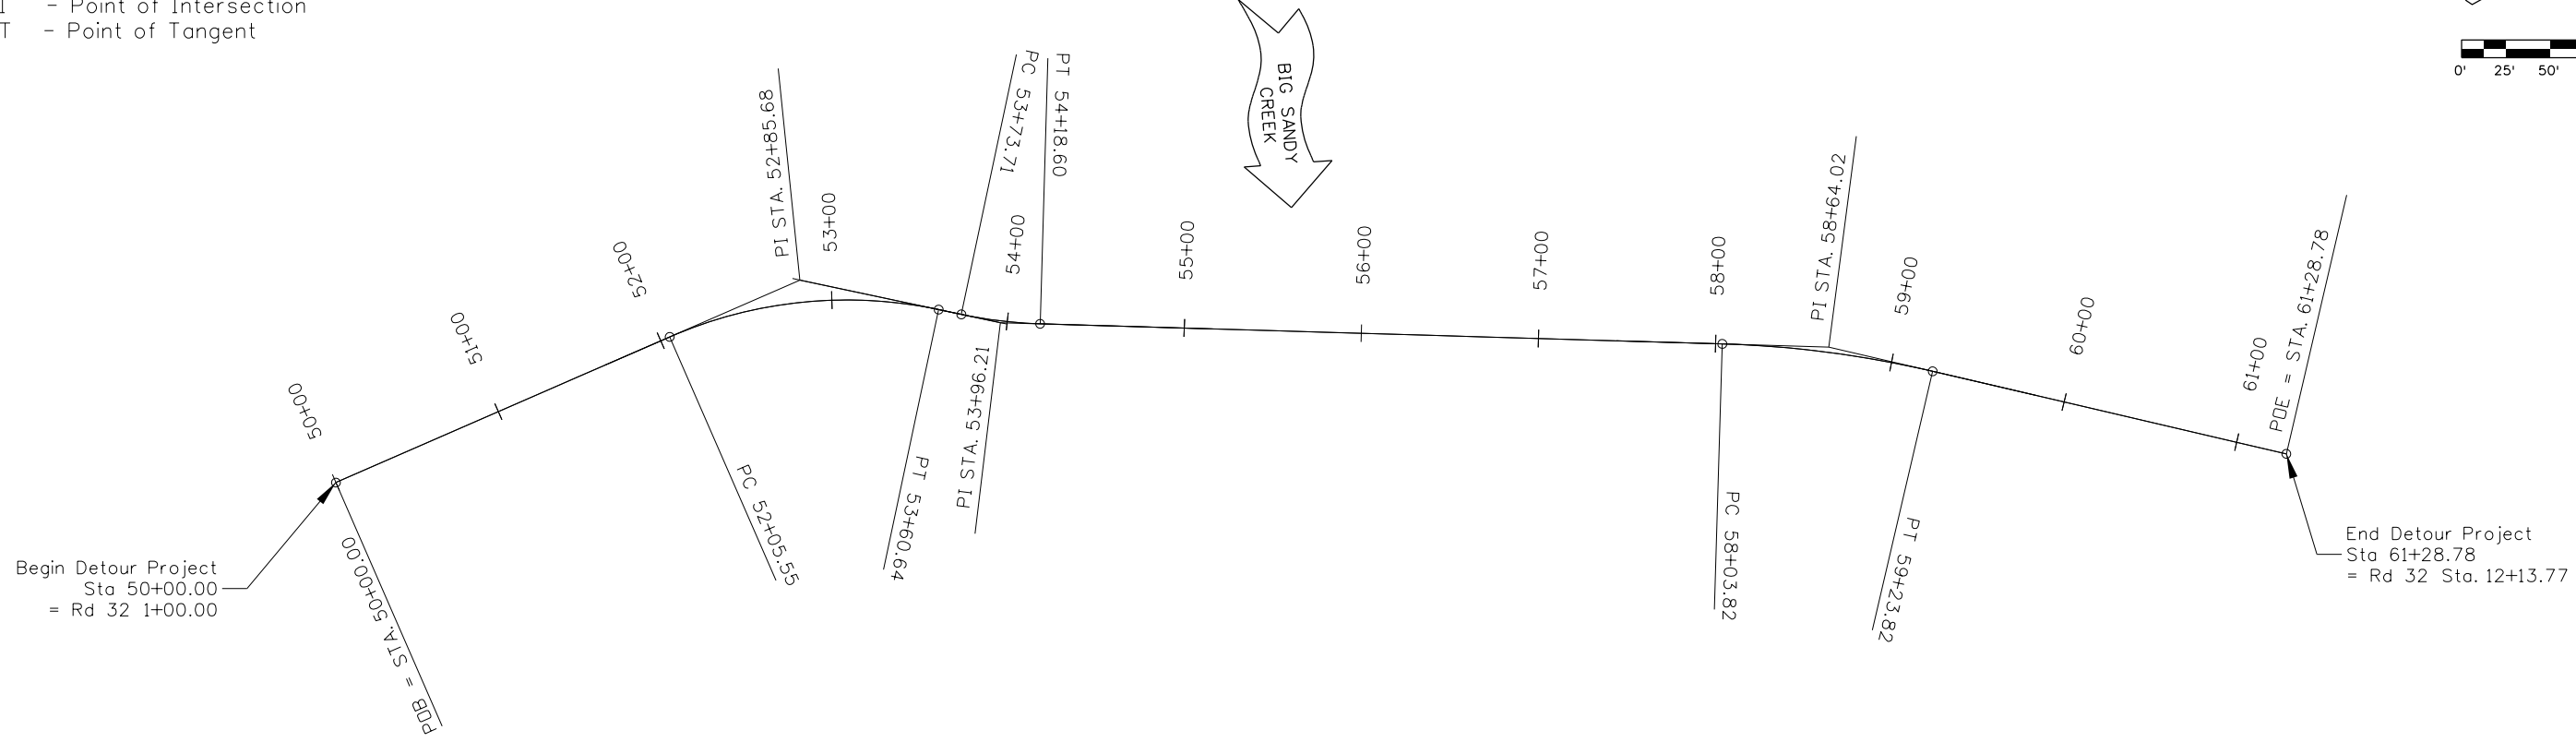 I - Point of Intersection
T - Point of Tangent
BIG SANDY
CREEK
0' 25' 50'
PI STA. 52+85.68
PC 53+73.71
PT 54+18.60
PI STA. 58+64.02
POE = STA. 61+28.78
50+00
51+00
52+00
53+00
54+00
55+00
56+00
57+00
58+00
59+00
60+00
61+00
POB = STA. 50+00.00
PC 52+05.55
PT 53+60.64
PI STA. 53+96.21
PC 58+03.82
PT 59+23.82
Begin Detour Project
Sta 50+00.00
= Rd 32 1+00.00
End Detour Project
Sta 61+28.78
= Rd 32 Sta. 12+13.77